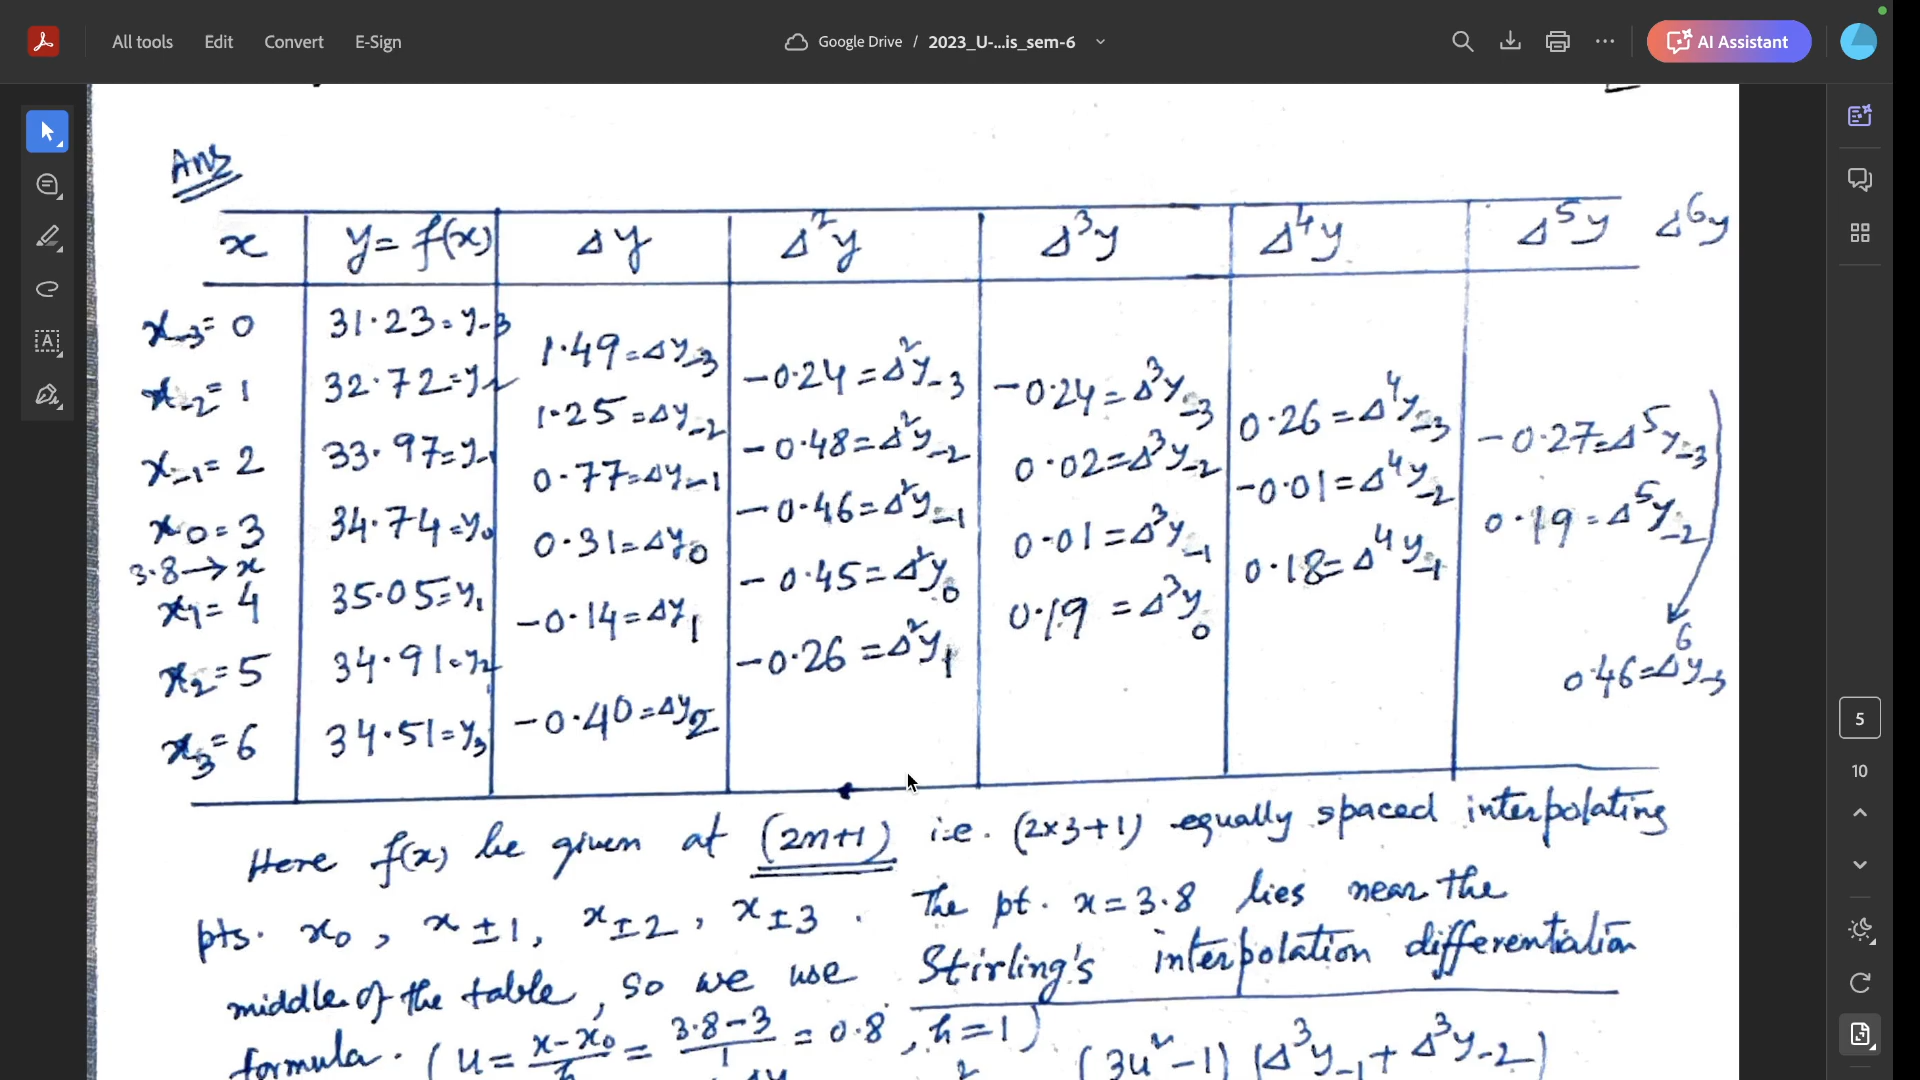 All tools Edit Convert E-Sign Google Drive / 2023_U-...is_sem-6 AI Assistant
Ans
x y = f(x) Δy Δ²y Δ³y Δ⁴y Δ⁵y Δ⁶y
x₋₃ = 0 31.23 = y₋₃
1.49 = Δy₋₃
x₋₂ = 1 32.72 = y₋₂ -0.24 = Δ²y₋₃
1.25 = Δy₋₂ -0.24 = Δ³y₋₃
x₋₁ = 2 33.97 = y₋₁ -0.48 = Δ²y₋₂ 0.26 = Δ⁴y₋₃
0.77 = Δy₋₁ 0.02 = Δ³y₋₂ -0.27 = Δ⁵y₋₃
x₀ = 3 34.74 = y₀ -0.46 = Δ²y₋₁ -0.01 = Δ⁴y₋₂
3.8 → x 0.31 = Δy₀ 0.01 = Δ³y₋₁ 0.19 = Δ⁵y₋₂
x₁ = 4 35.05 = y₁ -0.45 = Δ²y₀ 0.18 = Δ⁴y₋₁
-0.14 = Δy₁ 0.19 = Δ³y₀
x₂ = 5 34.91 = y₂ -0.26 = Δ²y₁ 0.46 = Δ⁶y₋₃
-0.40 = Δy₂
x₃ = 6 34.51 = y₃
Here f(x) be given at (2n+1) i.e. (2×3+1) equally spaced interpolating
pts. x₀, x±1, x±2, x±3. The pt. x = 3.8 lies near the
middle of the table, so we use Stirling's interpolation differentiation
formula. (u = x-x₀/h = 3.8-3/1 = 0.8, h = 1)
(3u²-1) (Δ³y₋₁ + Δ³y₋₂)
5
10